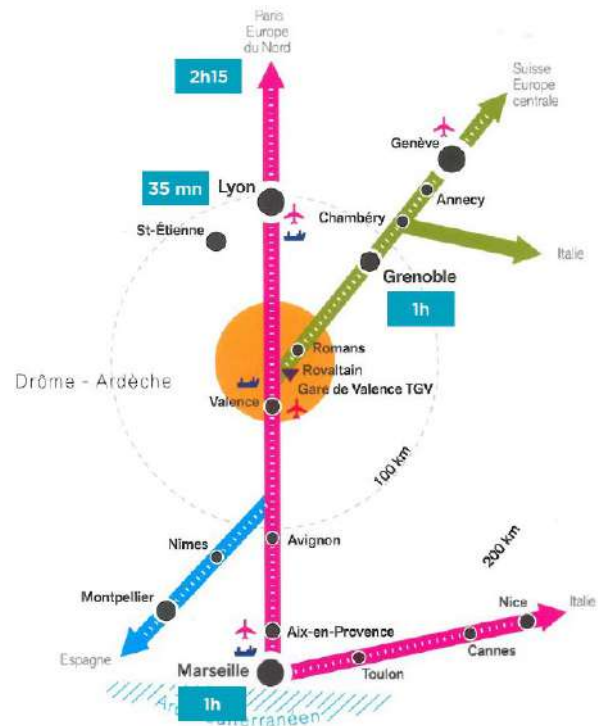 Paris
Europe
du Nord
2h15
Suisse
Europe
centrale
Genève
35 mn
Lyon
Annecy
Chambéry
St-Étienne
Italie
Grenoble
1h
Romans
Rovaltain
Gare de Valence TGV
Drôme - Ardèche
Valence
100 km
Avignon
Nîmes
200 km
Montpellier
Nice
Italie
Aix-en-Provence
Cannes
Espagne
Marseille
Toulon
1h